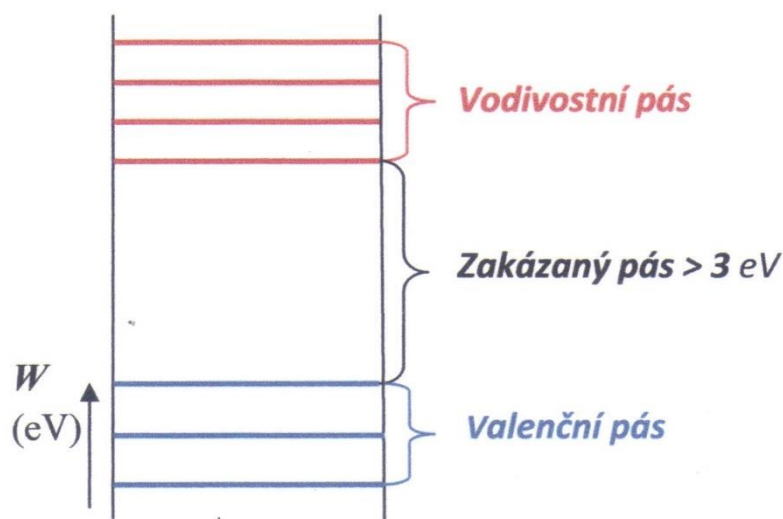 Vodivostní pás
Zakázaný pás > 3 eV
W
(eV)
Valenční pás